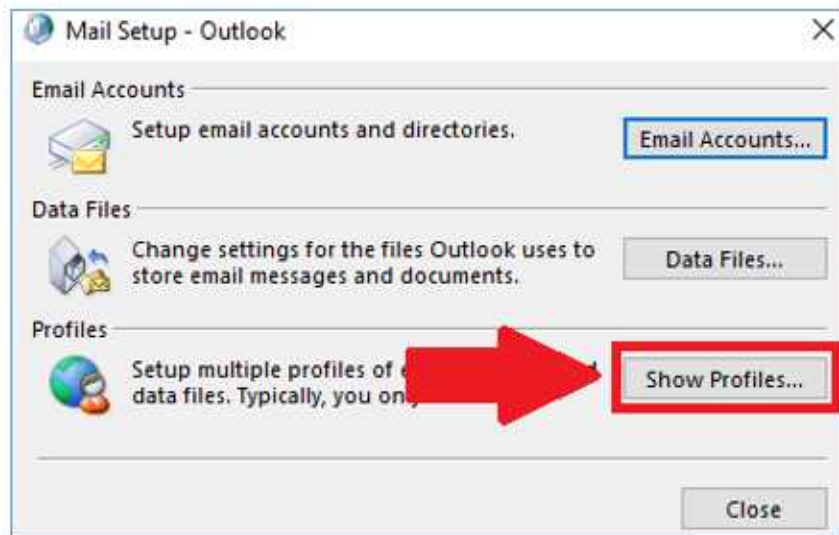 Mail Setup - Outlook
Email Accounts
Setup email accounts and directories.
Email Accounts...
Data Files
Change settings for the files Outlook uses to
store email messages and documents.
Data Files...
Profiles
Setup multiple profiles of
data files. Typically, you only
Show Profiles...
Close